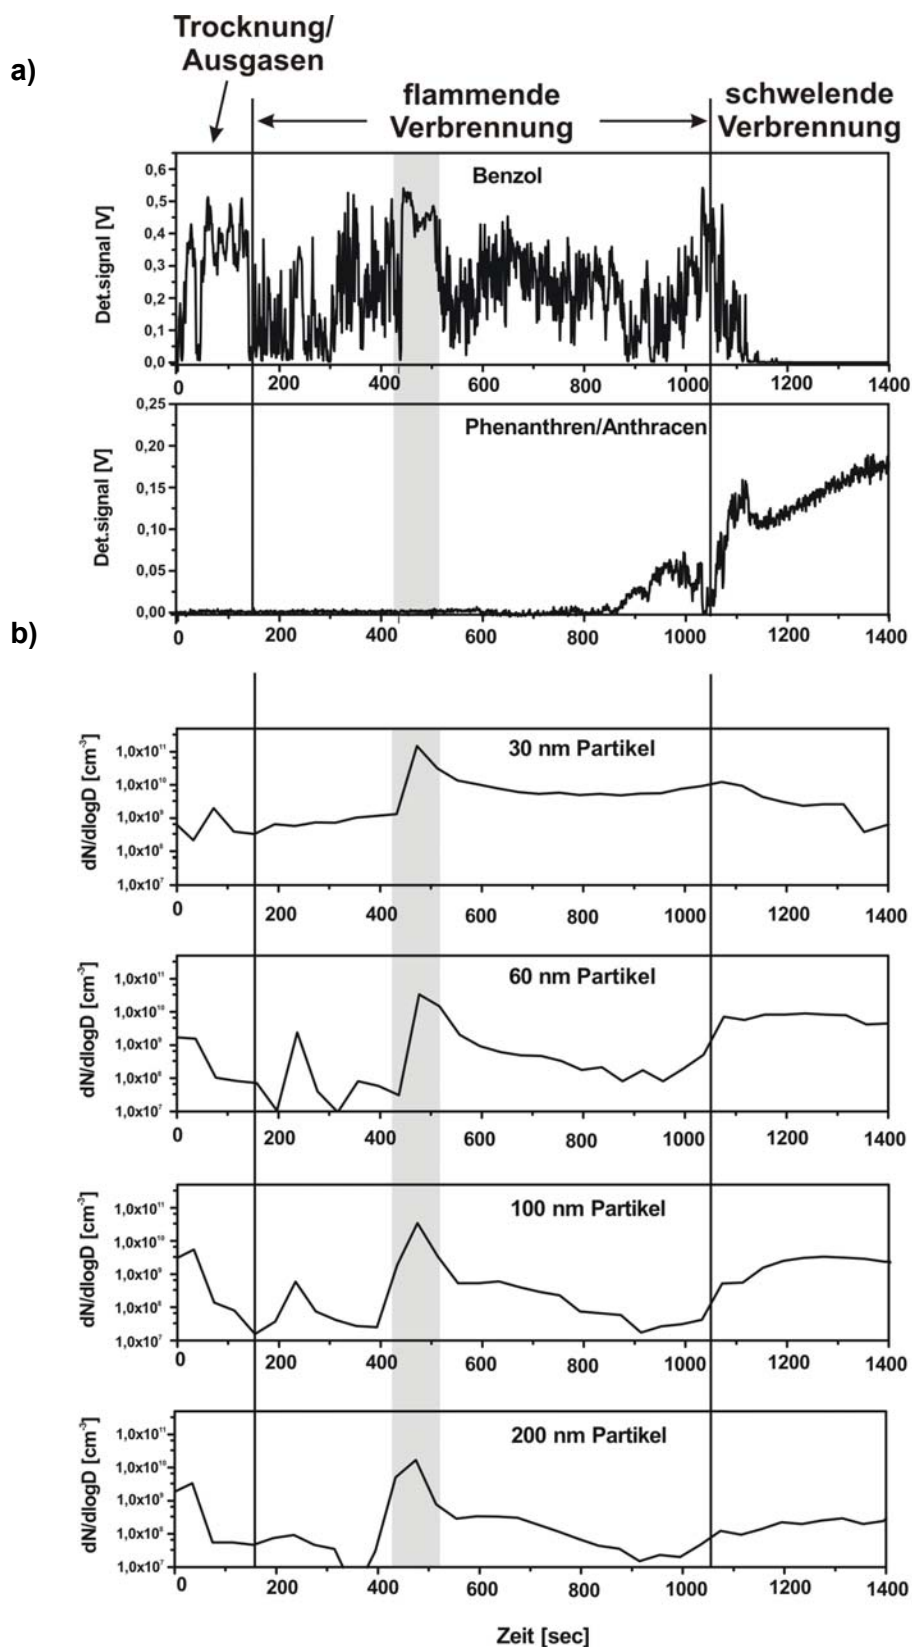 Trocknung/
Ausgasen
a)
flammende
Verbrennung
schwelende
Verbrennung
Benzol
Det.signal [V]
0,6
0,5
0,4
0,3
0,2
0,1
0,0
0 200 400 600 800 1000 1200 1400
Phenanthren/Anthracen
Det.signal [V]
0,25
0,20
0,15
0,10
0,05
0,00
0 200 400 600 800 1000 1200 1400
b)
30 nm Partikel
dN/dlogD [cm⁻³]
1,0x10¹¹
1,0x10¹⁰
1,0x10⁹
1,0x10⁸
1,0x10⁷
0 200 400 600 800 1000 1200 1400
60 nm Partikel
dN/dlogD [cm⁻³]
1,0x10¹¹
1,0x10¹⁰
1,0x10⁹
1,0x10⁸
1,0x10⁷
0 200 400 600 800 1000 1200 1400
100 nm Partikel
dN/dlogD [cm⁻³]
1,0x10¹¹
1,0x10¹⁰
1,0x10⁹
1,0x10⁸
1,0x10⁷
0 200 400 600 800 1000 1200 1400
200 nm Partikel
dN/dlogD [cm⁻³]
1,0x10¹¹
1,0x10¹⁰
1,0x10⁹
1,0x10⁸
1,0x10⁷
0 200 400 600 800 1000 1200 1400
Zeit [sec]